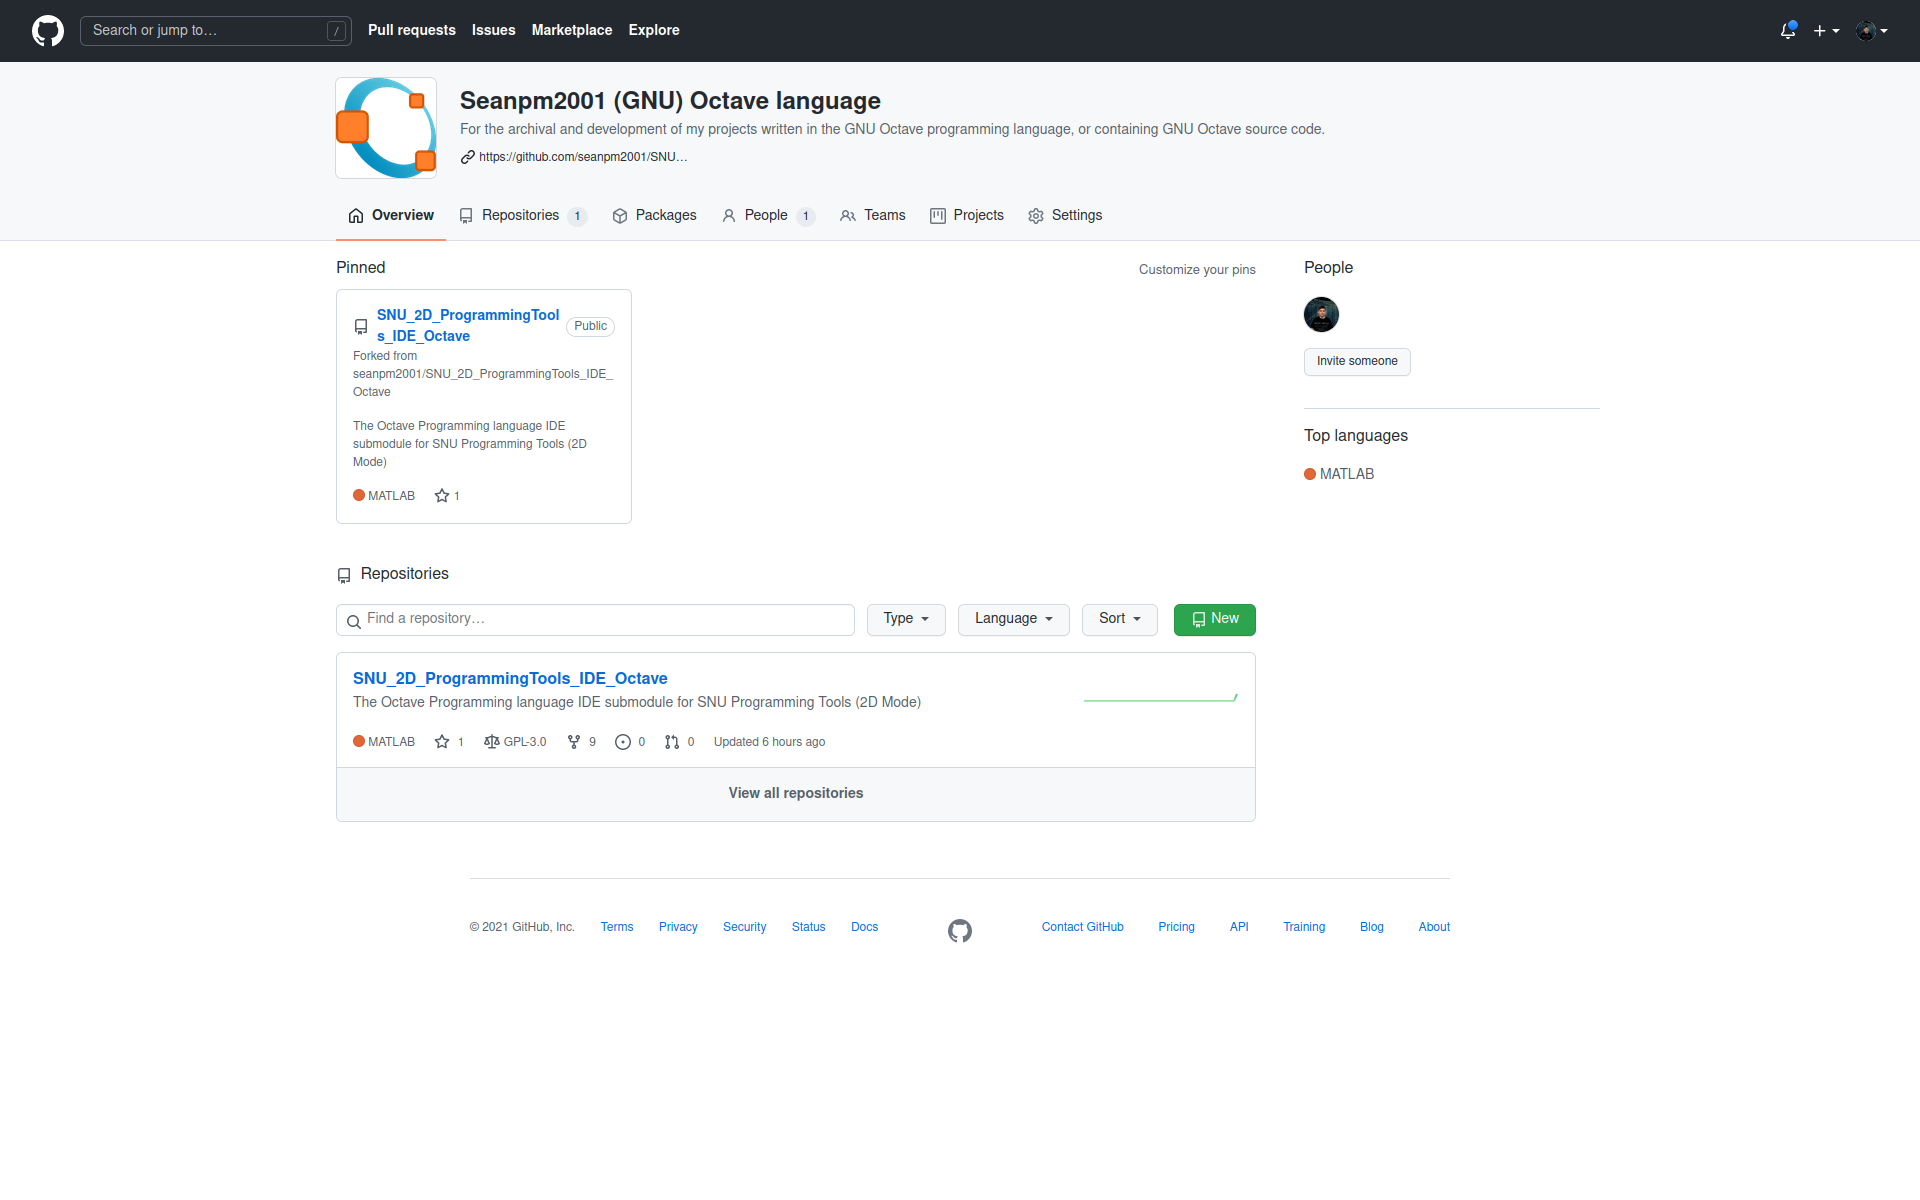 Search or jump to…
/
Pull requests
Issues
Marketplace
Explore
Seanpm2001 (GNU) Octave language
For the archival and development of my projects written in the GNU Octave programming language, or containing GNU Octave source code.
https://github.com/seanpm2001/SNU…
Overview
Repositories 1
Packages
People 1
Teams
Projects
Settings
Pinned
Customize your pins
SNU_2D_ProgrammingTool
s_IDE_Octave
Public
Forked from
seanpm2001/SNU_2D_ProgrammingTools_IDE_
Octave
The Octave Programming language IDE
submodule for SNU Programming Tools (2D
Mode)
MATLAB
1
People
Invite someone
Top languages
MATLAB
Repositories
Find a repository…
Type
Language
Sort
New
SNU_2D_ProgrammingTools_IDE_Octave
The Octave Programming language IDE submodule for SNU Programming Tools (2D Mode)
MATLAB 1 GPL-3.0 9 0 0 Updated 6 hours ago
View all repositories
© 2021 GitHub, Inc.
Terms
Privacy
Security
Status
Docs
Contact GitHub
Pricing
API
Training
Blog
About